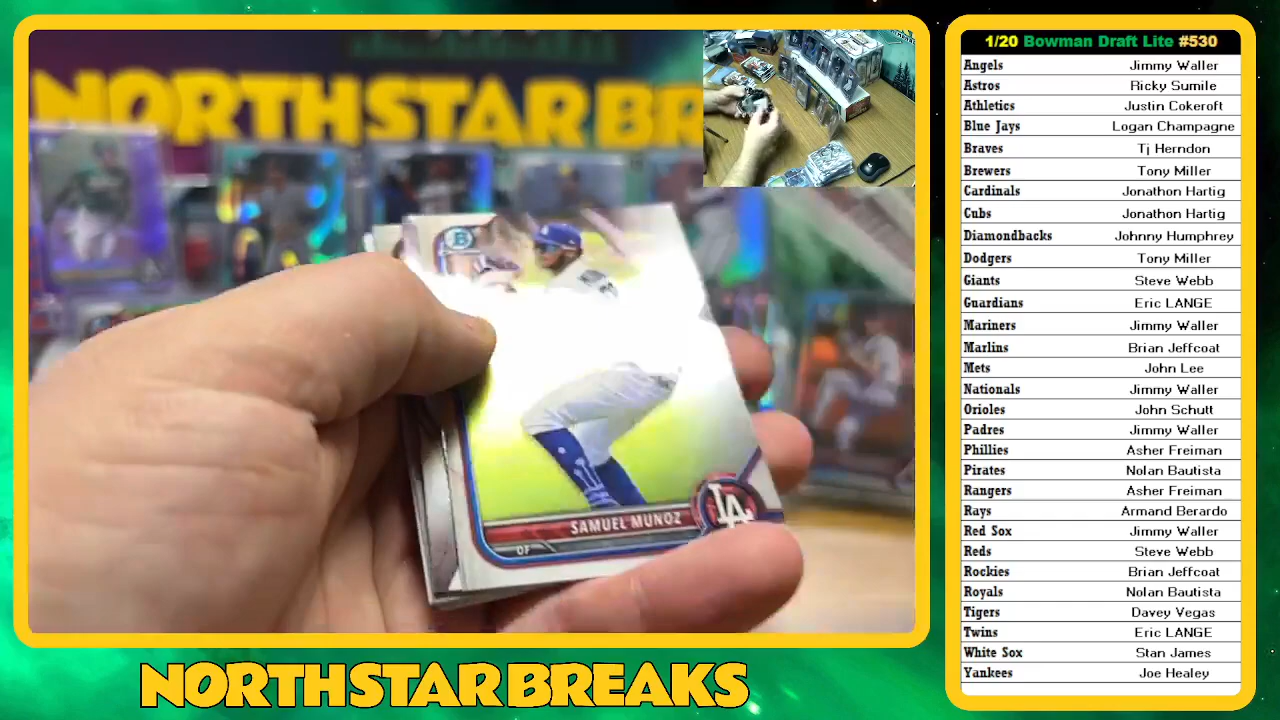 NORTHSTAR BR
B
SAMUEL MUNOZ
LA
OF
1/20 Bowman Draft Lite #530
Angels Jimmy Waller
Astros Ricky Sumile
Athletics Justin Cokeroft
Blue Jays Logan Champagne
Braves Tj Herndon
Brewers Tony Miller
Cardinals Jonathon Hartig
Cubs Jonathon Hartig
Diamondbacks Johnny Humphrey
Dodgers Tony Miller
Giants Steve Webb
Guardians Eric LANGE
Mariners Jimmy Waller
Marlins Brian Jeffcoat
Mets John Lee
Nationals Jimmy Waller
Orioles John Schutt
Padres Jimmy Waller
Phillies Asher Freiman
Pirates Nolan Bautista
Rangers Asher Freiman
Rays Armand Berardo
Red Sox Jimmy Waller
Reds Steve Webb
Rockies Brian Jeffcoat
Royals Nolan Bautista
Tigers Davey Vegas
Twins Eric LANGE
White Sox Stan James
Yankees Joe Healey
NORTHSTAR BREAKS